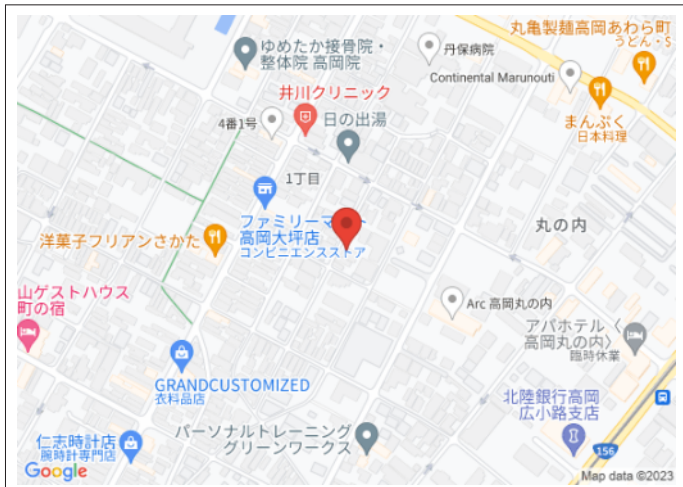 丸亀製麺高岡あわら町
うどん・S
ゆめたか接骨院・
整体院 高岡院
丹保病院
Continental Marunouti
井川クリニック
4番1号
日の出湯
まんぷく
日本料理
1丁目
ファミリーマート
高岡大坪店
コンビニエンスストア
丸の内
洋菓子フリアンさかた
山ゲストハウス
町の宿
Arc 高岡丸の内
アパホテル〈
高岡丸の内〉
臨時休業
GRANDCUSTOMIZED
衣料品店
北陸銀行高岡
広小路支店
仁志時計店
腕時計専門店
パーソナルトレーニング
グリーンワークス
156
Google
Map data ©2023